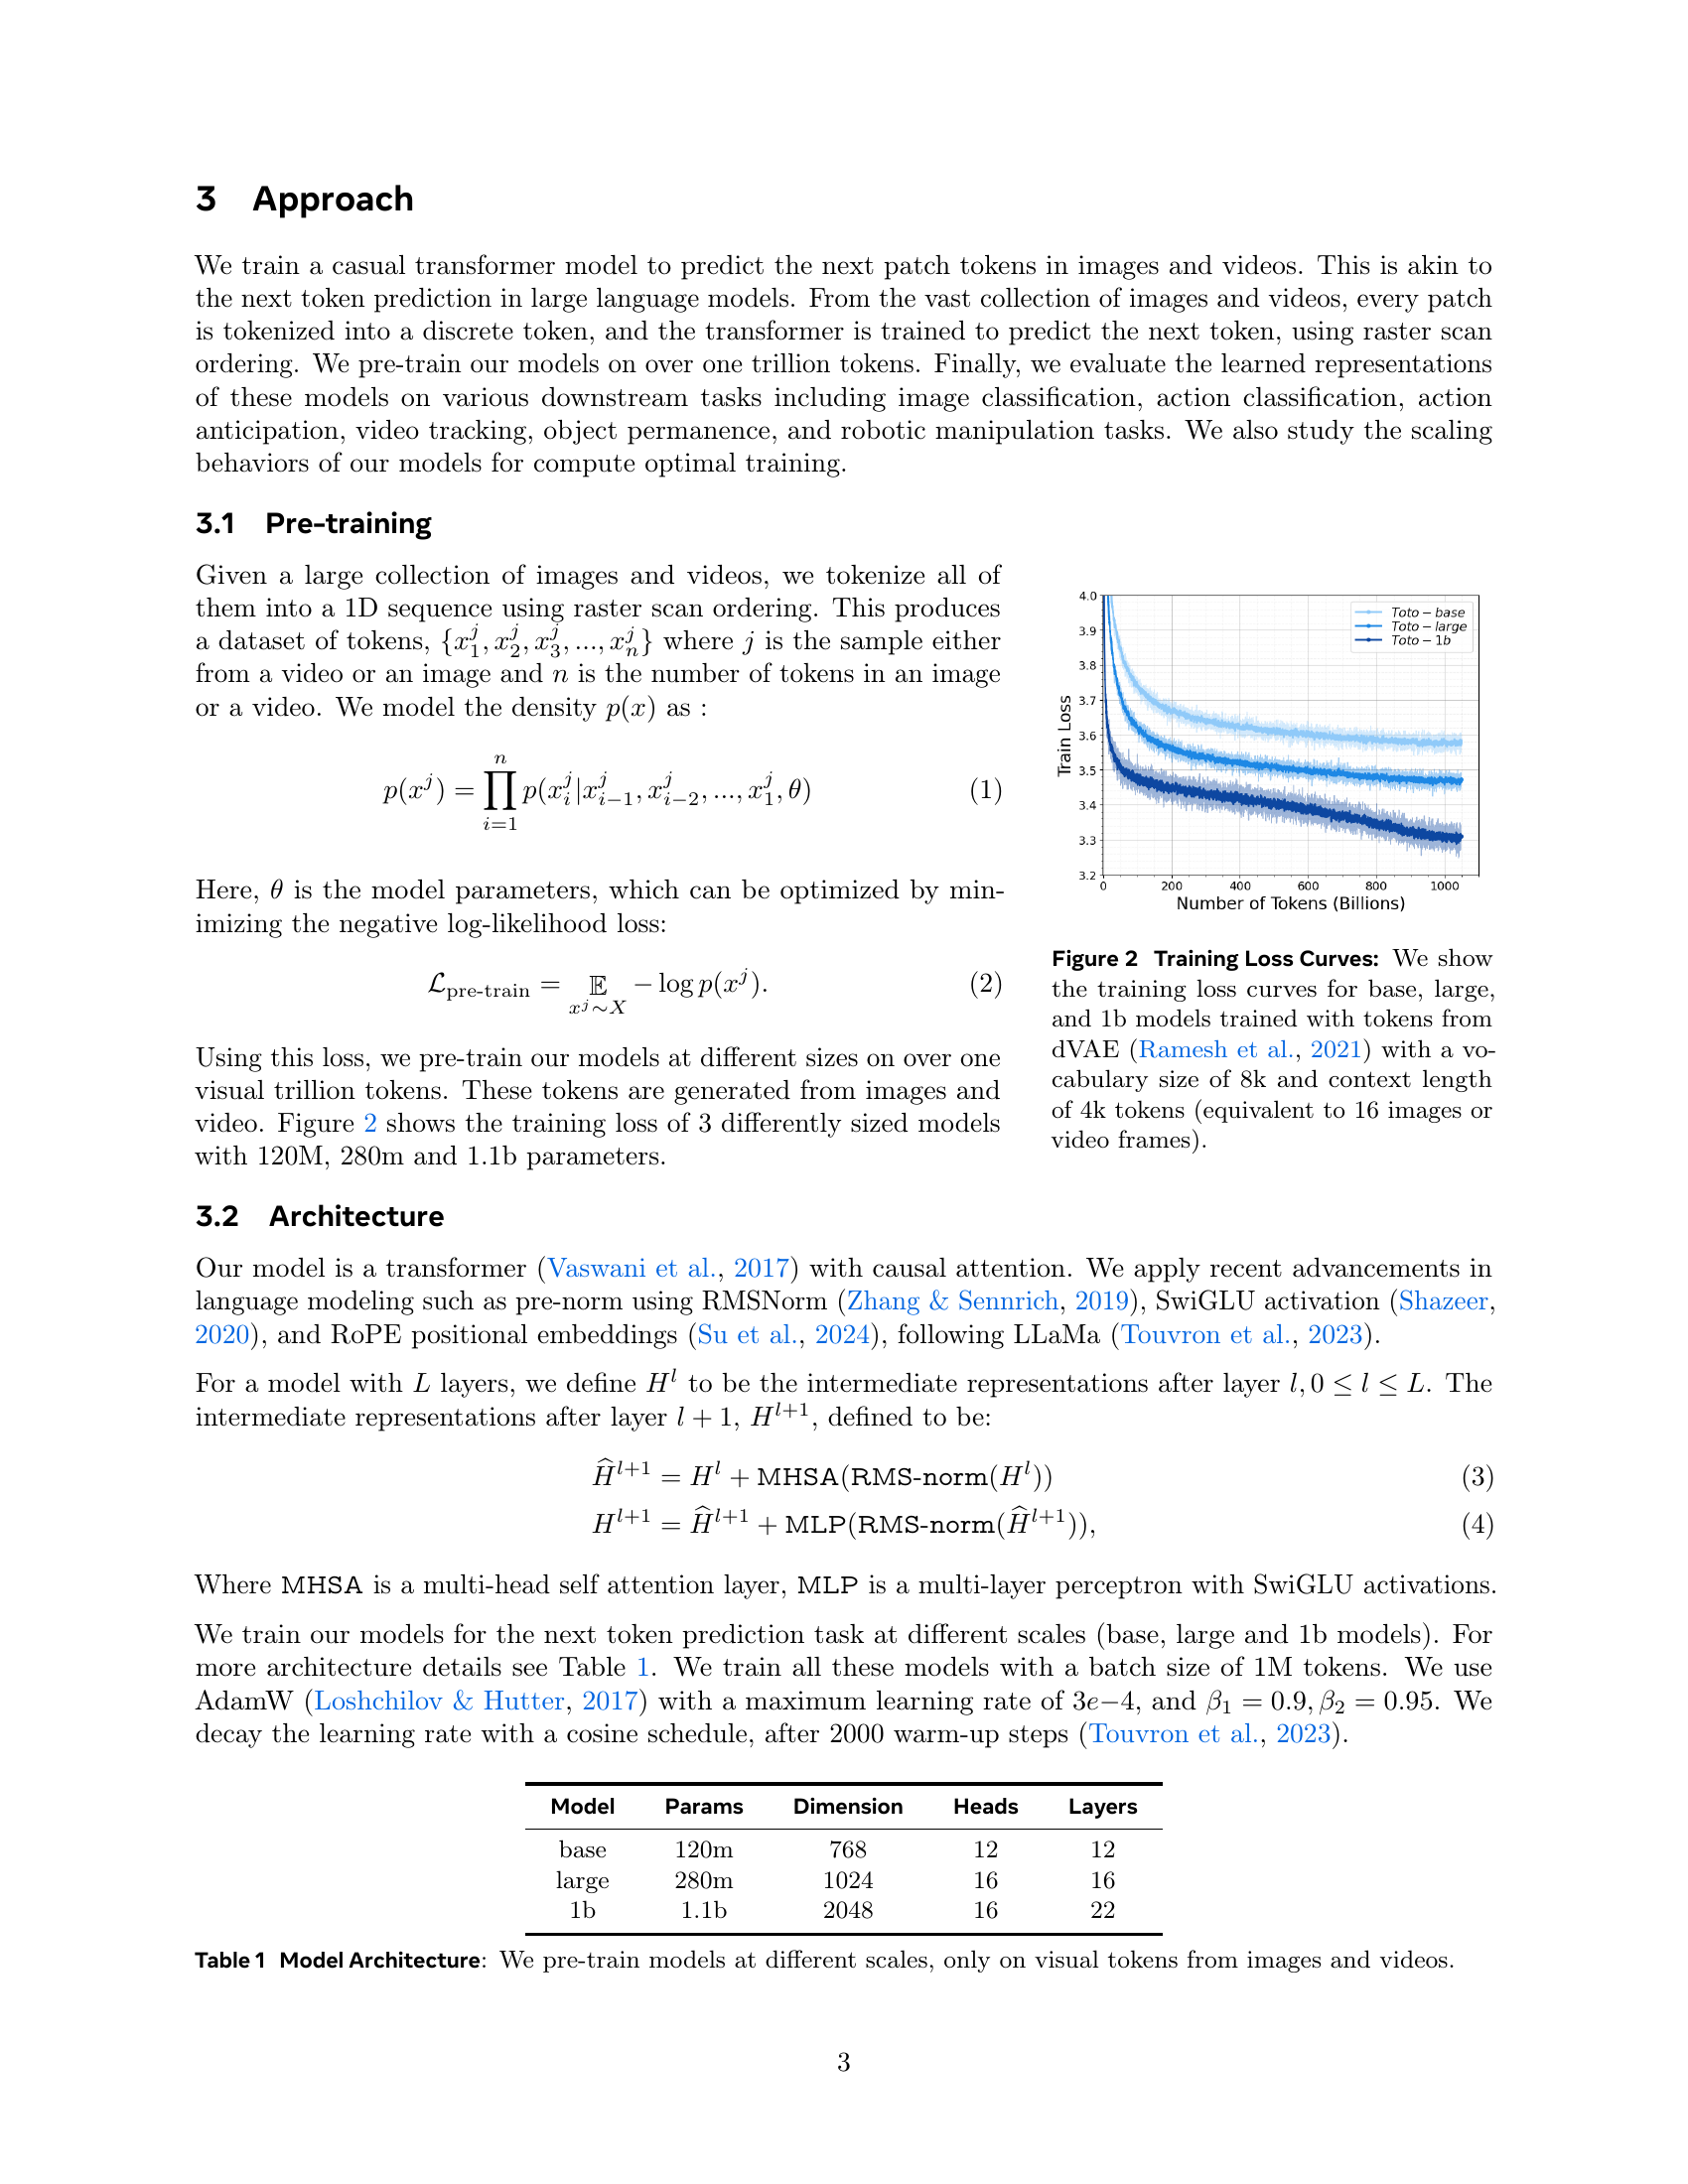 3 Approach
We train a casual transformer model to predict the next patch tokens in images and videos. This is akin to
the next token prediction in large language models. From the vast collection of images and videos, every patch
is tokenized into a discrete token, and the transformer is trained to predict the next token, using raster scan
ordering. We pre-train our models on over one trillion tokens. Finally, we evaluate the learned representations
of these models on various downstream tasks including image classification, action classification, action
anticipation, video tracking, object permanence, and robotic manipulation tasks. We also study the scaling
behaviors of our models for compute optimal training.
3.1 Pre-training
Given a large collection of images and videos, we tokenize all of
them into a 1D sequence using raster scan ordering. This produces
a dataset of tokens, {x_1^j, x_2^j, x_3^j, ..., x_n^j} where j is the sample either
from a video or an image and n is the number of tokens in an image
or a video. We model the density p(x) as :
p(x^j) = ∏_{i=1}^{n} p(x_i^j|x_{i−1}^j, x_{i−2}^j, ..., x_1^j, θ) (1)
Here, θ is the model parameters, which can be optimized by min-
imizing the negative log-likelihood loss:
ℒ_{pre-train} = 𝔼_{x^j∼X} − log p(x^j). (2)
Using this loss, we pre-train our models at different sizes on over one
visual trillion tokens. These tokens are generated from images and
video. Figure 2 shows the training loss of 3 differently sized models
with 120M, 280m and 1.1b parameters.
Train Loss
4.0
3.9
3.8
3.7
3.6
3.5
3.4
3.3
3.2
0 200 400 600 800 1000
Number of Tokens (Billions)
Toto − base
Toto − large
Toto − 1b
Figure 2 Training Loss Curves: We show
the training loss curves for base, large,
and 1b models trained with tokens from
dVAE (Ramesh et al., 2021) with a vo-
cabulary size of 8k and context length
of 4k tokens (equivalent to 16 images or
video frames).
3.2 Architecture
Our model is a transformer (Vaswani et al., 2017) with causal attention. We apply recent advancements in
language modeling such as pre-norm using RMSNorm (Zhang & Sennrich, 2019), SwiGLU activation (Shazeer,
2020), and RoPE positional embeddings (Su et al., 2024), following LLaMa (Touvron et al., 2023).
For a model with L layers, we define H^l to be the intermediate representations after layer l, 0 ≤ l ≤ L. The
intermediate representations after layer l + 1, H^{l+1}, defined to be:
Ĥ^{l+1} = H^l + MHSA(RMS-norm(H^l)) (3)
H^{l+1} = Ĥ^{l+1} + MLP(RMS-norm(Ĥ^{l+1})), (4)
Where MHSA is a multi-head self attention layer, MLP is a multi-layer perceptron with SwiGLU activations.
We train our models for the next token prediction task at different scales (base, large and 1b models). For
more architecture details see Table 1. We train all these models with a batch size of 1M tokens. We use
AdamW (Loshchilov & Hutter, 2017) with a maximum learning rate of 3e−4, and β_1 = 0.9, β_2 = 0.95. We
decay the learning rate with a cosine schedule, after 2000 warm-up steps (Touvron et al., 2023).
Model Params Dimension Heads Layers
base 120m 768 12 12
large 280m 1024 16 16
1b 1.1b 2048 16 22
Table 1 Model Architecture: We pre-train models at different scales, only on visual tokens from images and videos.
3